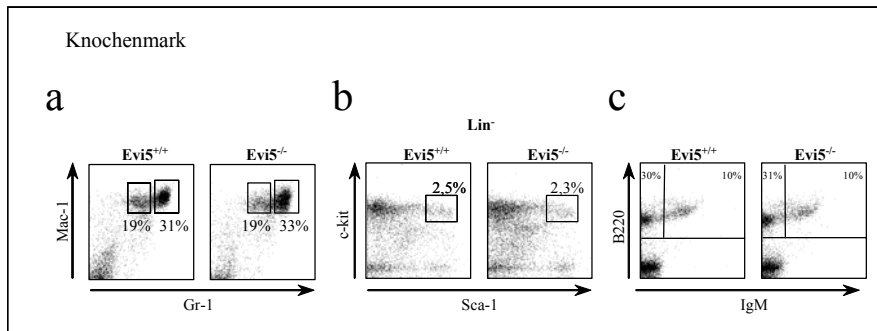 Knochenmark
a
Evi5+/+
Evi5-/-
Mac-1
19%
31%
19%
33%
Gr-1
b
Lin-
Evi5+/+
Evi5-/-
c-kit
2,5%
2,3%
Sca-1
c
Evi5+/+
Evi5-/-
B220
30%
10%
31%
10%
IgM